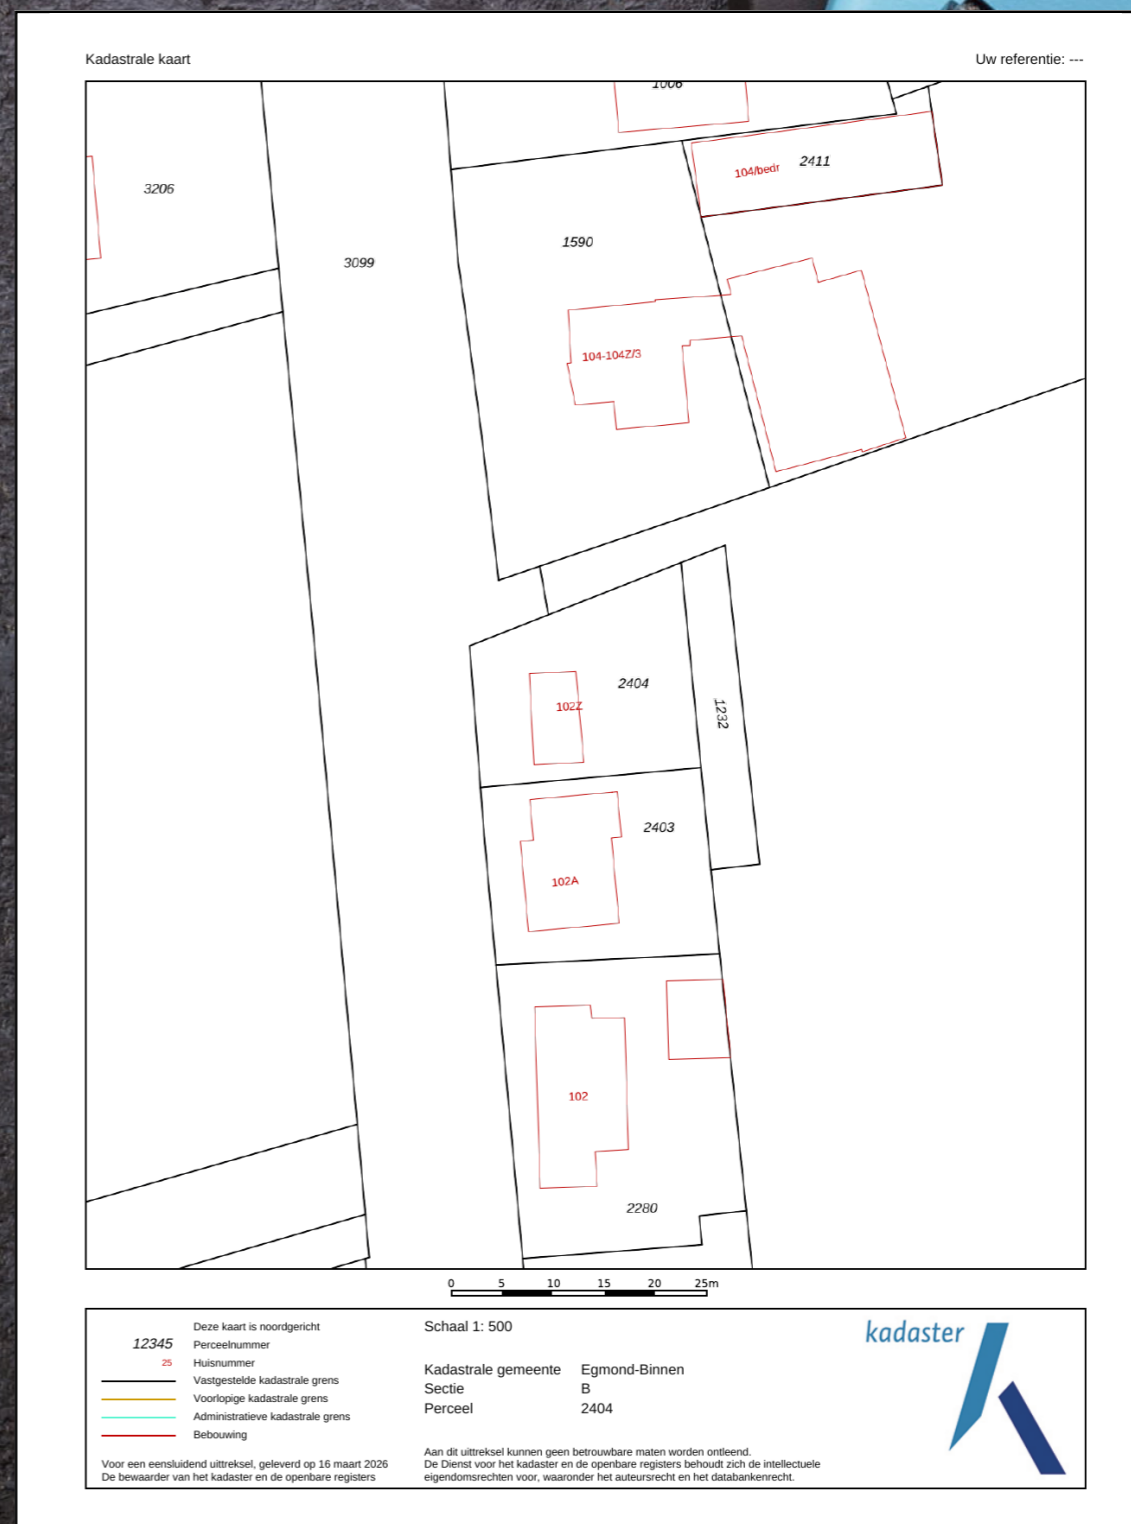 Kadastrale kaart
Uw referentie: ---
1006
104/bedr
2411
3206
1590
3099
104-104Z/3
2404
102Z
1232
2403
102A
102
2280
0 5 10 15 20 25m
Deze kaart is noordgericht
12345 Perceelnummer
25 Huisnummer
Vastgestelde kadastrale grens
Voorlopige kadastrale grens
Administratieve kadastrale grens
Bebouwing
Voor een eensluidend uittreksel, geleverd op 16 maart 2026
De bewaarder van het kadaster en de openbare registers
Schaal 1: 500
Kadastrale gemeente Egmond-Binnen
Sectie B
Perceel 2404
Aan dit uittreksel kunnen geen betrouwbare maten worden ontleend.
De Dienst voor het kadaster en de openbare registers behoudt zich de intellectuele
eigendomsrechten voor, waaronder het auteursrecht en het databankenrecht.
kadaster